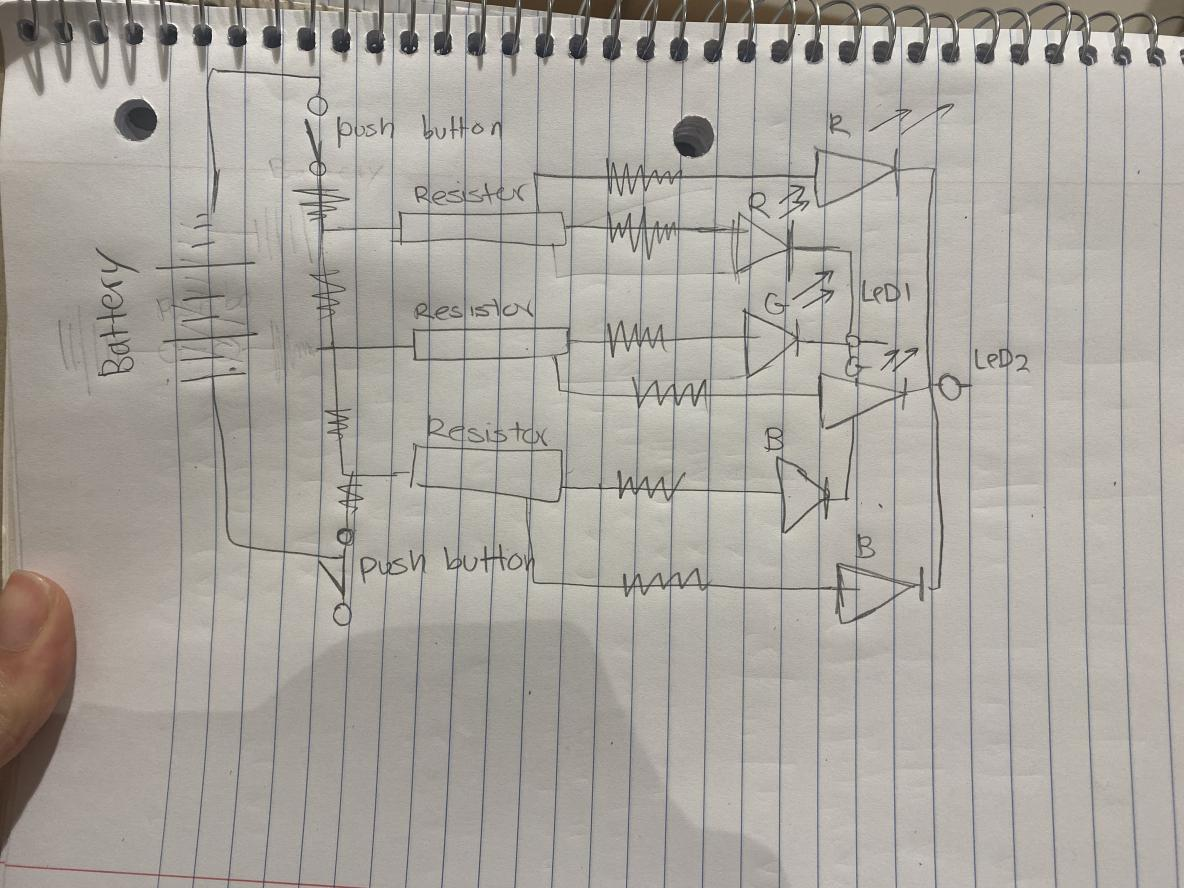 push button
R
Resister
R
Battery
G
LED1
Resistor
G
LED2
Resistor
B
push button
B